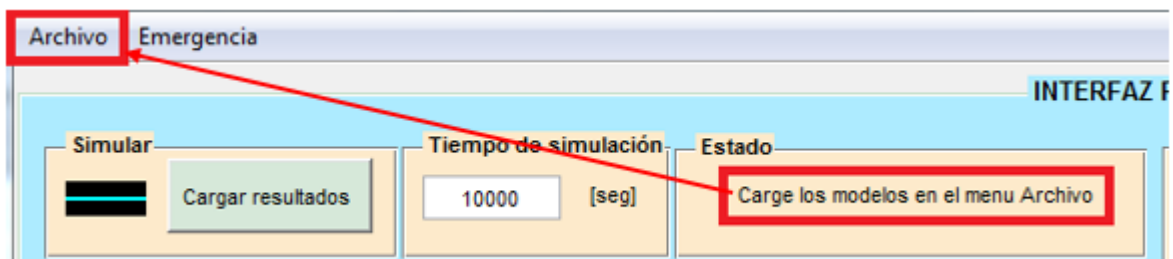 Archivo Emergencia
INTERFAZ
Simular
Cargar resultados
Tiempo de simulación
10000 [seg]
Estado
Carge los modelos en el menu Archivo